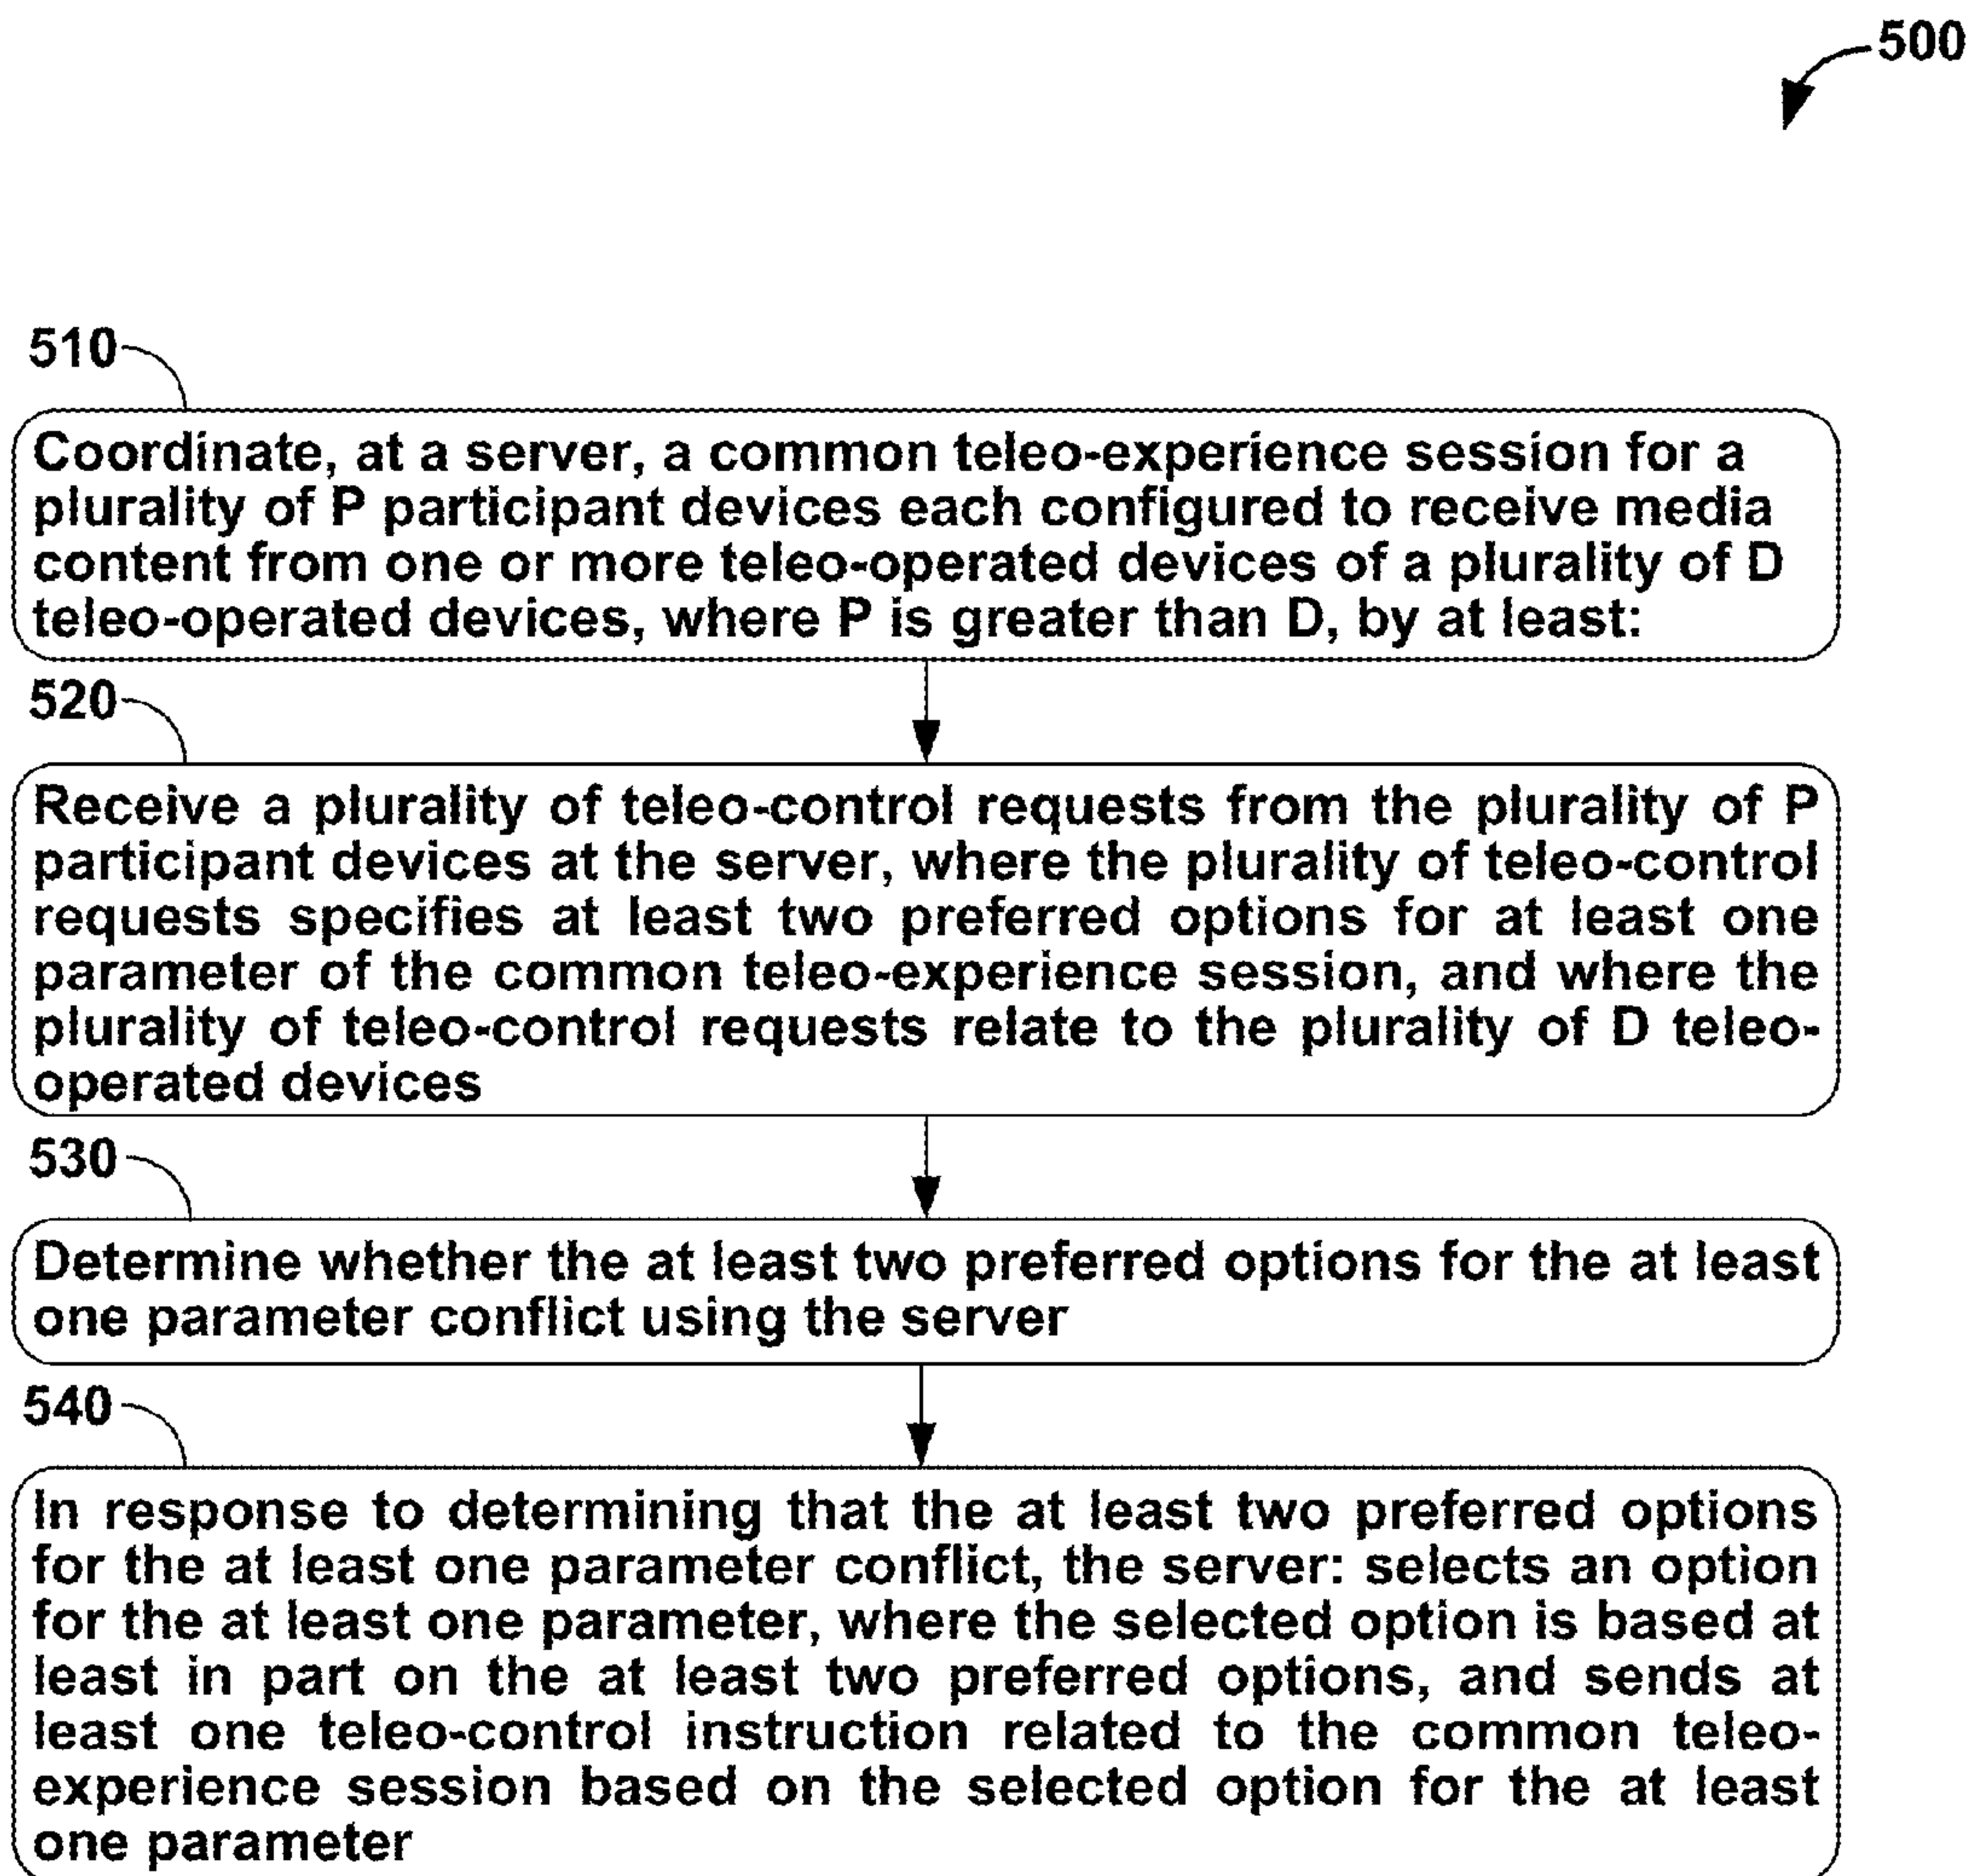 500
510
Coordinate, at a server, a common teleo-experience session for a
plurality of P participant devices each configured to receive media
content from one or more teleo-operated devices of a plurality of D
teleo-operated devices, where P is greater than D, by at least:
520
Receive a plurality of teleo-control requests from the plurality of P
participant devices at the server, where the plurality of teleo-control
requests specifies at least two preferred options for at least one
parameter of the common teleo-experience session, and where the
plurality of teleo-control requests relate to the plurality of D teleo-
operated devices
530
Determine whether the at least two preferred options for the at least
one parameter conflict using the server
540
In response to determining that the at least two preferred options
for the at least one parameter conflict, the server: selects an option
for the at least one parameter, where the selected option is based at
least in part on the at least two preferred options, and sends at
least one teleo-control instruction related to the common teleo-
experience session based on the selected option for the at least
one parameter